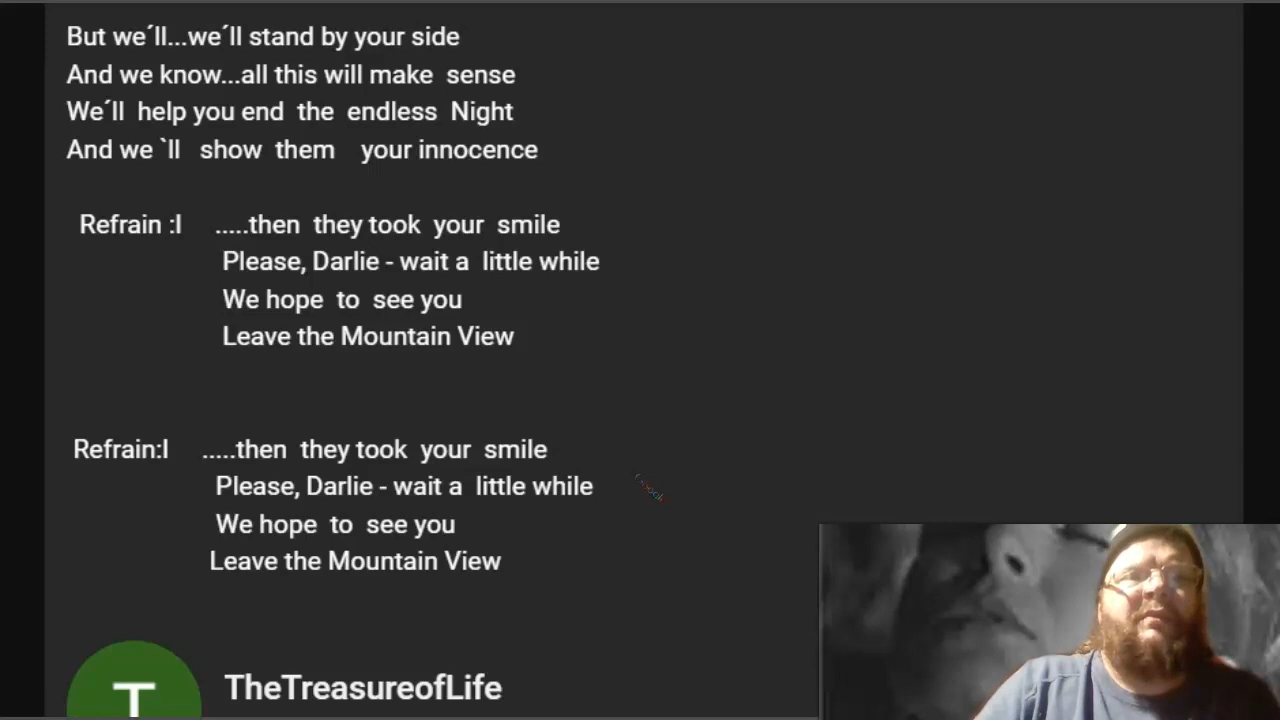 But we´ll...we´ll stand by your side
And we know...all this will make  sense
We´ll  help you end  the  endless  Night
And we `ll   show  them    your innocence
Refrain :I     .....then  they took  your  smile
Please, Darlie - wait a  little while
We hope  to  see you
Leave the Mountain View
Refrain:I     .....then  they took  your  smile
Please, Darlie - wait a  little while
We hope  to  see you
Leave the Mountain View
T
TheTreasureofLife